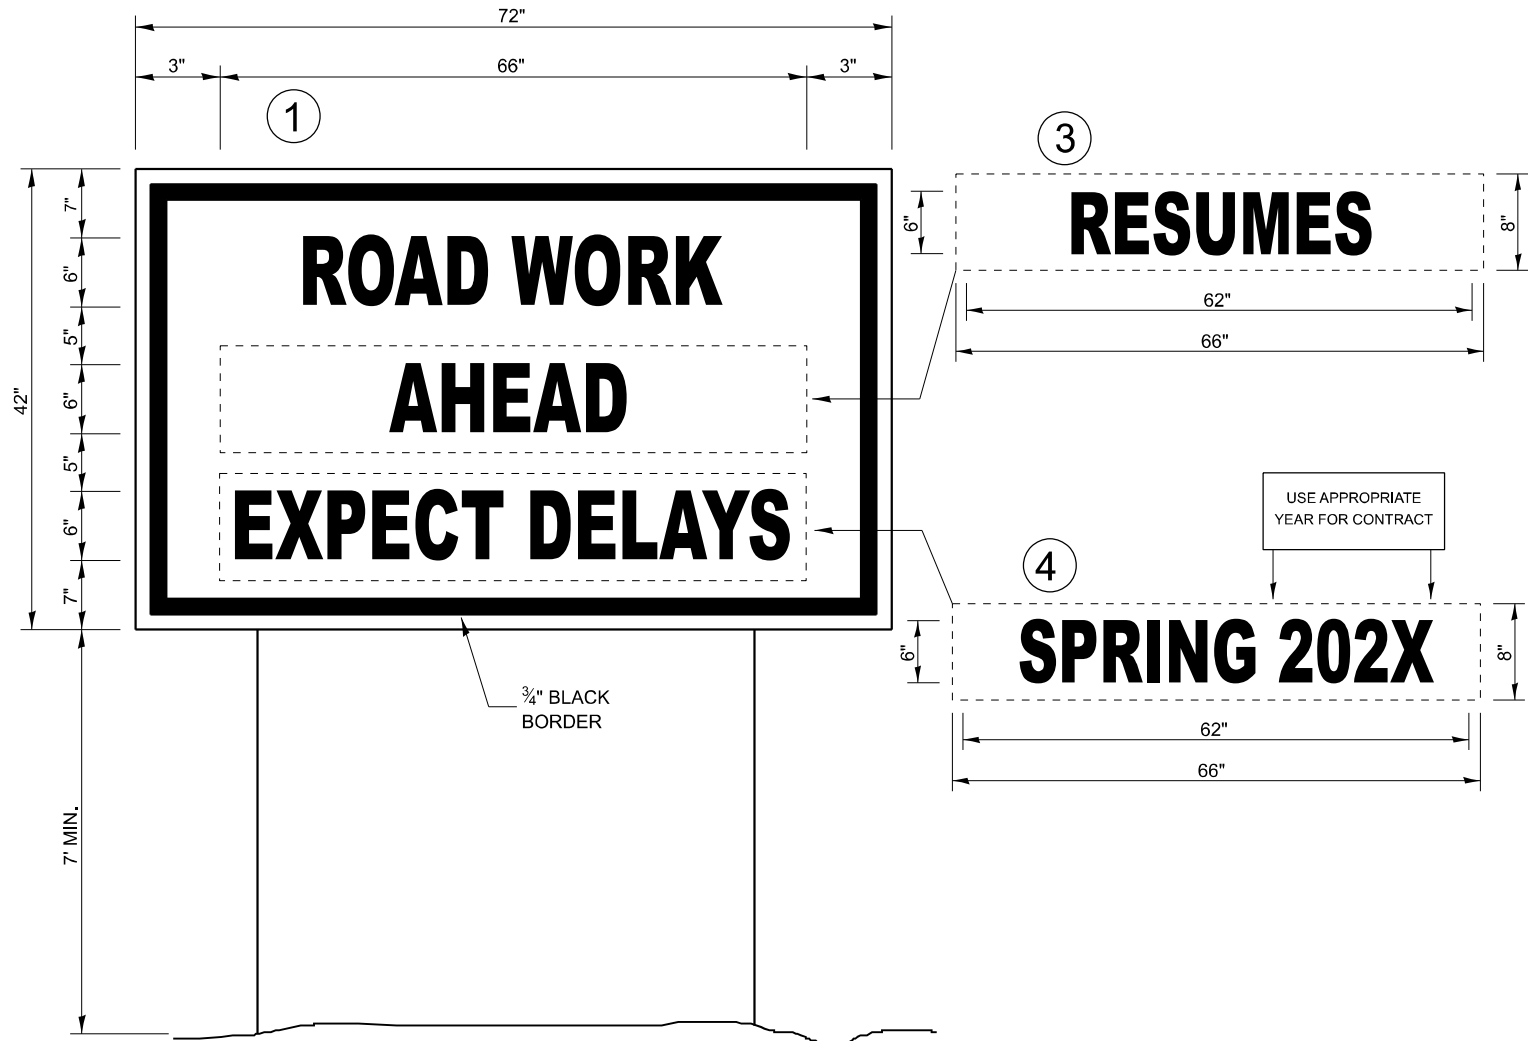 72"
3" 66" 3"
1
3
7"
6"
5"
6"
5"
6"
7"
42"
7' MIN.
ROAD WORK
AHEAD
EXPECT DELAYS
¾" BLACK
BORDER
6"
RESUMES
8"
62"
66"
USE APPROPRIATE
YEAR FOR CONTRACT
4
6"
SPRING 202X
8"
62"
66"